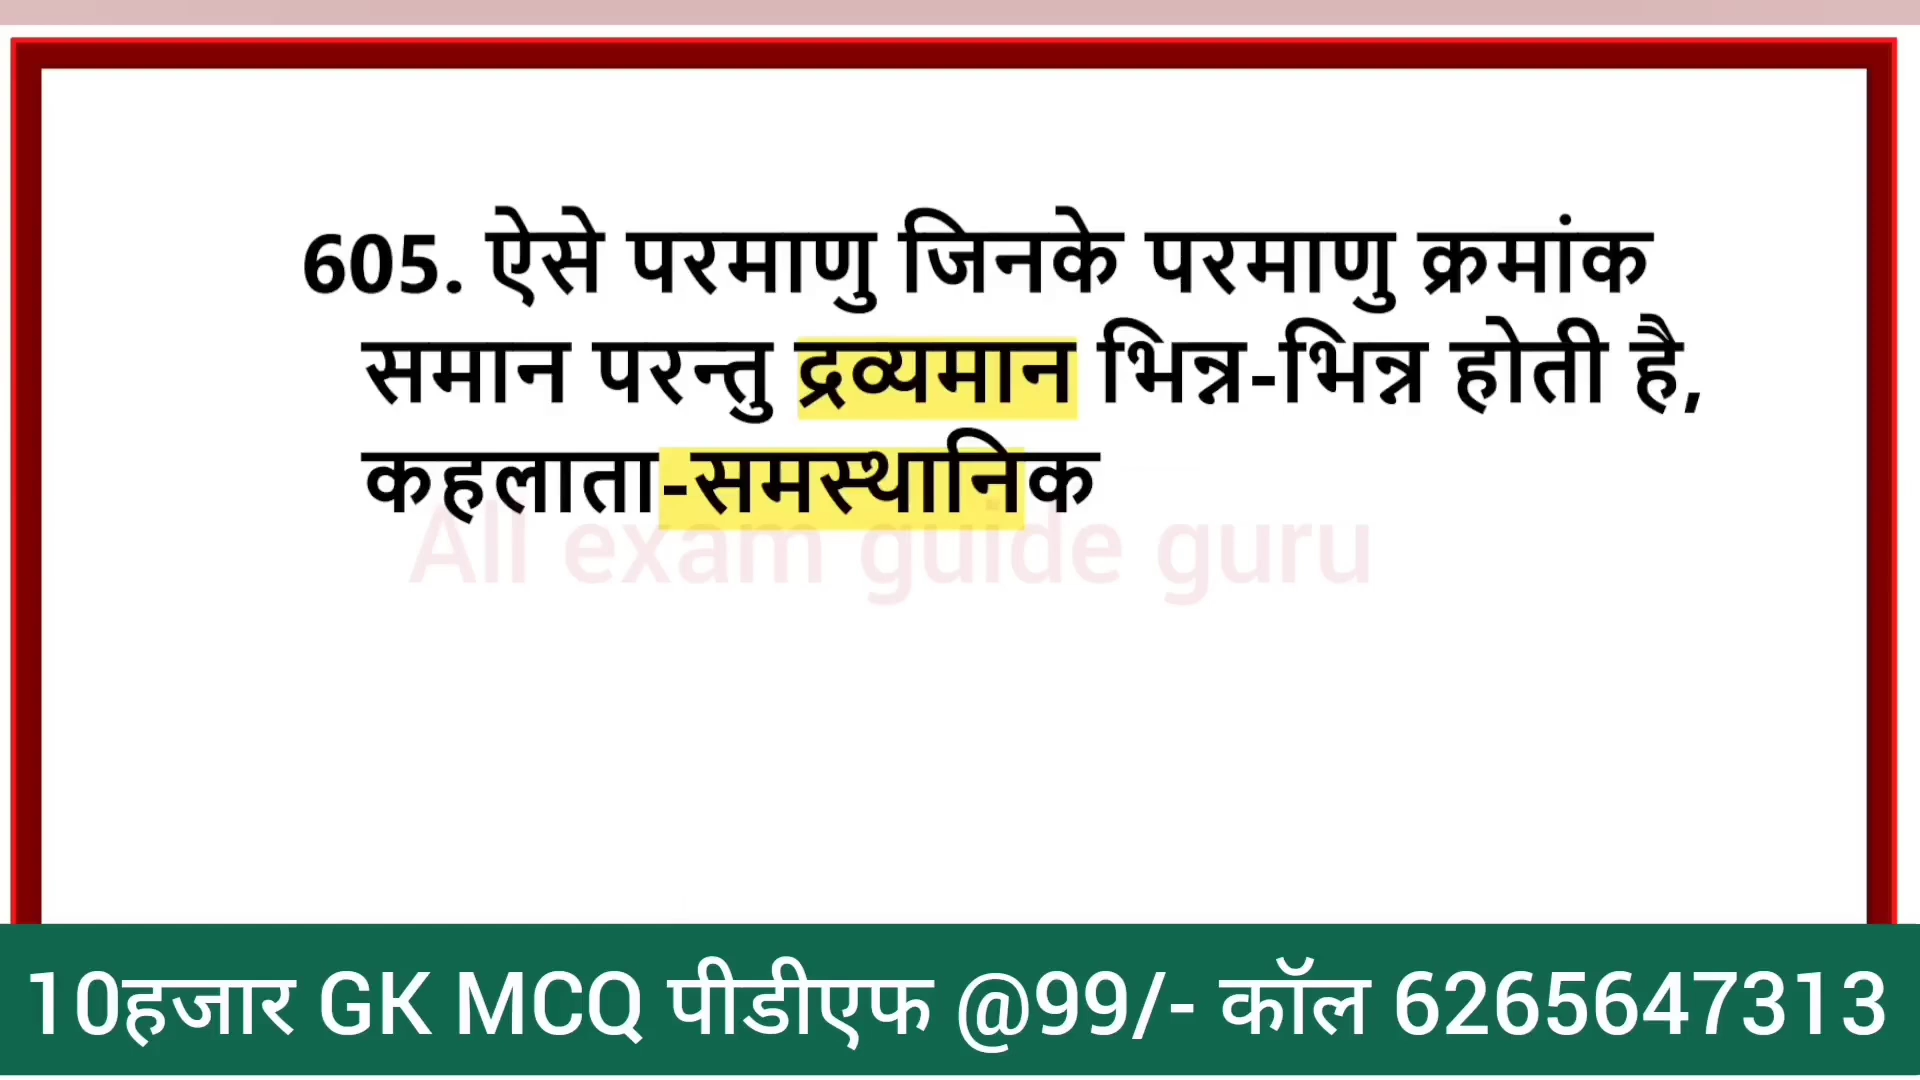 605. ऐसे परमाणु जिनके परमाणु क्रमांक
समान परन्तु द्रव्यमान भिन्न-भिन्न होती है,
कहलाता-समस्थानिक
All exam guide guru
10हजार GK MCQ पीडीएफ @99/- कॉल 6265647313